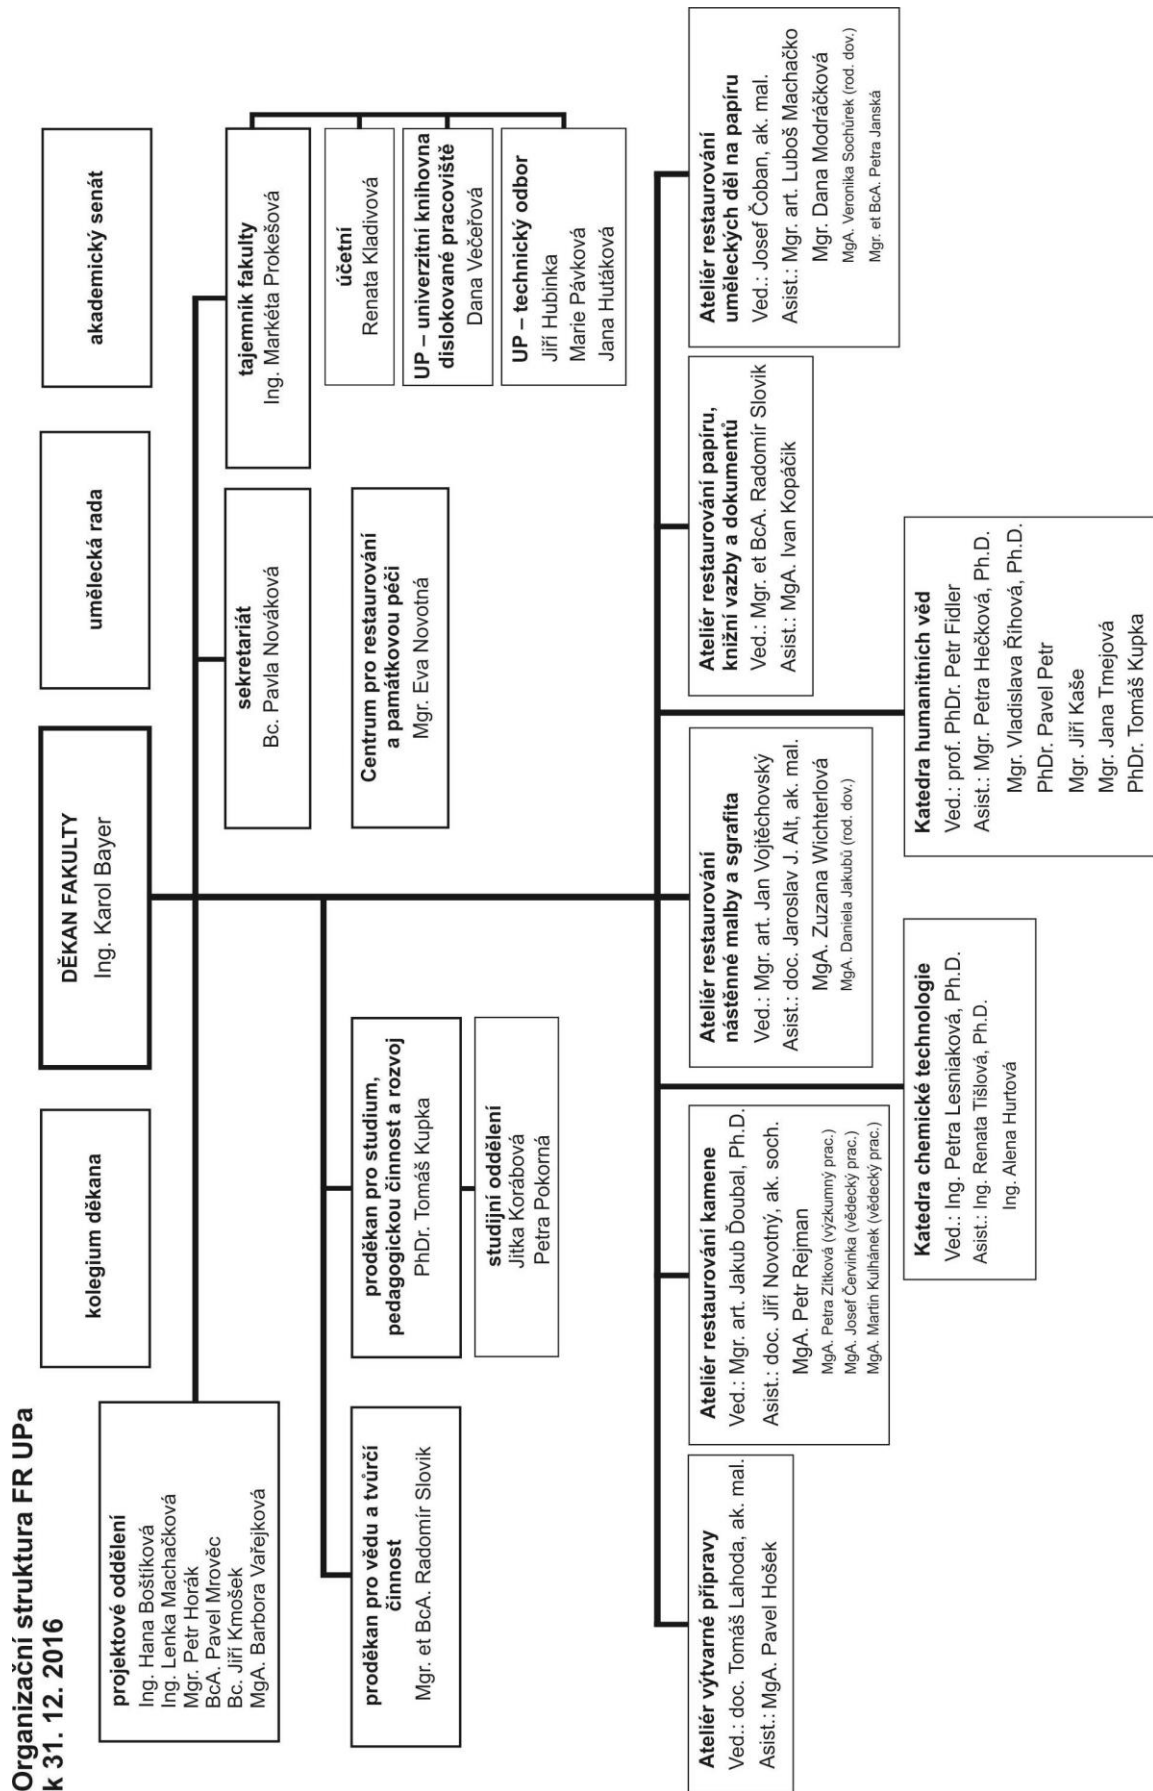 Organizační struktura FR UPa
k 31. 12. 2016
kolegium děkana
DĚKAN FAKULTY
Ing. Karol Bayer
umělecká rada
akademický senát
projektové oddělení
Ing. Hana Boštíková
Ing. Lenka Machačková
Mgr. Petr Horák
BcA. Pavel Mrověc
Bc. Jiří Kmošek
MgA. Barbora Vařejková
sekretariát
Bc. Pavla Nováková
tajemník fakulty
Ing. Markéta Prokešová
účetní
Renata Kladivová
UP – univerzitní knihovna
dislokované pracoviště
Dana Večeřová
UP – technický odbor
Jiří Hubinka
Marie Pávková
Jana Hutáková
proděkan pro vědu a tvůrčí
činnost
Mgr. et BcA. Radomír Slovik
proděkan pro studium,
pedagogickou činnost a rozvoj
PhDr. Tomáš Kupka
studijní oddělení
Jitka Korábová
Petra Pokorná
Centrum pro restaurování
a památkovou péči
Mgr. Eva Novotná
Ateliér výtvarné přípravy
Ved.: doc. Tomáš Lahoda, ak. mal.
Asist.: MgA. Pavel Hošek
Ateliér restaurování kamene
Ved.: Mgr. art. Jakub Ďoubal, Ph.D.
Asist.: doc. Jiří Novotný, ak. soch.
MgA. Petr Rejman
MgA. Petra Zítková (výzkumný prac.)
MgA. Josef Červinka (vědecký prac.)
MgA. Martin Kulhánek (vědecký prac.)
Ateliér restaurování
nástěnné malby a sgrafita
Ved.: Mgr. art. Jan Vojtěchovský
Asist.: doc. Jaroslav J. Alt, ak. mal.
MgA. Zuzana Wichterlová
MgA. Daniela Jakubů (rod. dov.)
Ateliér restaurování papíru,
knižní vazby a dokumentů
Ved.: Mgr. et BcA. Radomír Slovik
Asist.: MgA. Ivan Kopáčik
Ateliér restaurování
uměleckých děl na papíru
Ved.: Josef Čoban, ak. mal.
Asist.: Mgr. art. Luboš Machačko
Mgr. Dana Modráčková
MgA. Veronika Sochůrek (rod. dov.)
Mgr. et BcA. Petra Janská
Katedra chemické technologie
Ved.: Ing. Petra Lesniaková, Ph.D.
Asist.: Ing. Renata Tišlová, Ph.D.
Ing. Alena Hurtová
Katedra humanitních věd
Ved.: prof. PhDr. Petr Fidler
Asist.: Mgr. Petra Hečková, Ph.D.
Mgr. Vladislava Říhová, Ph.D.
PhDr. Pavel Petr
Mgr. Jiří Kaše
Mgr. Jana Tmejová
PhDr. Tomáš Kupka